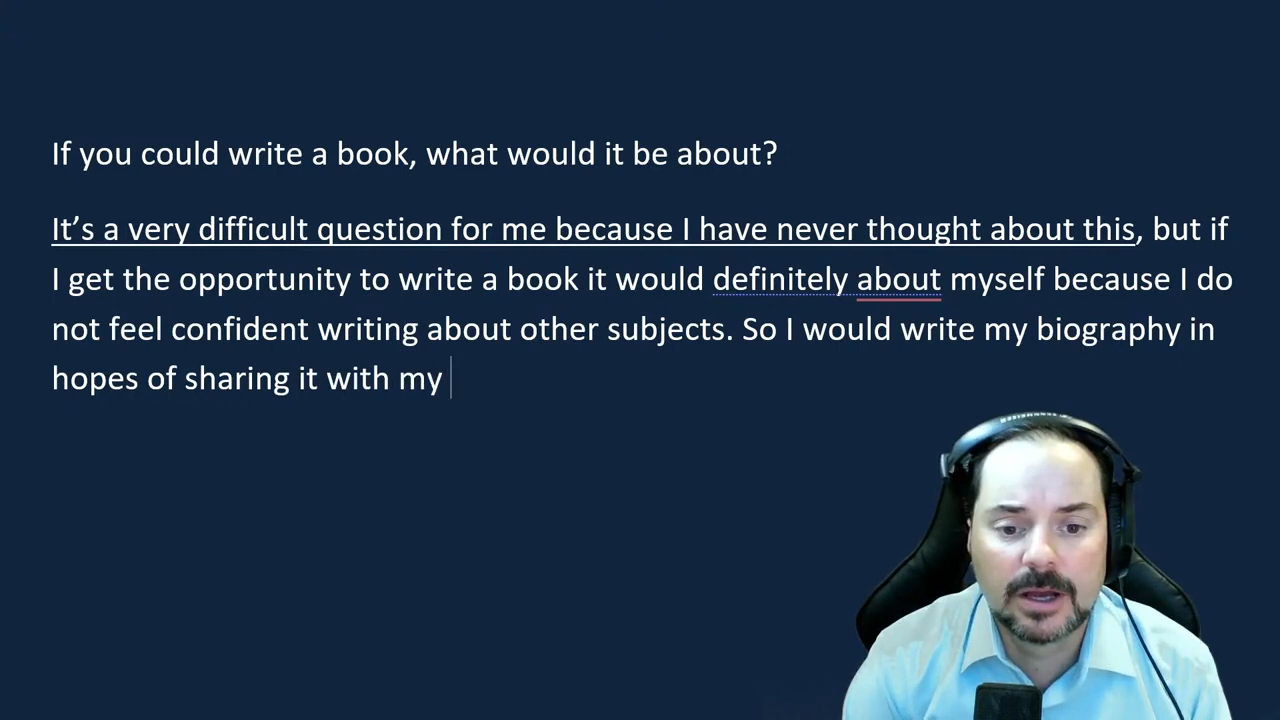 If you could write a book, what would it be about?
It’s a very difficult question for me because I have never thought about this, but if
I get the opportunity to write a book it would definitely about myself because I do
not feel confident writing about other subjects. So I would write my biography in
hopes of sharing it with my